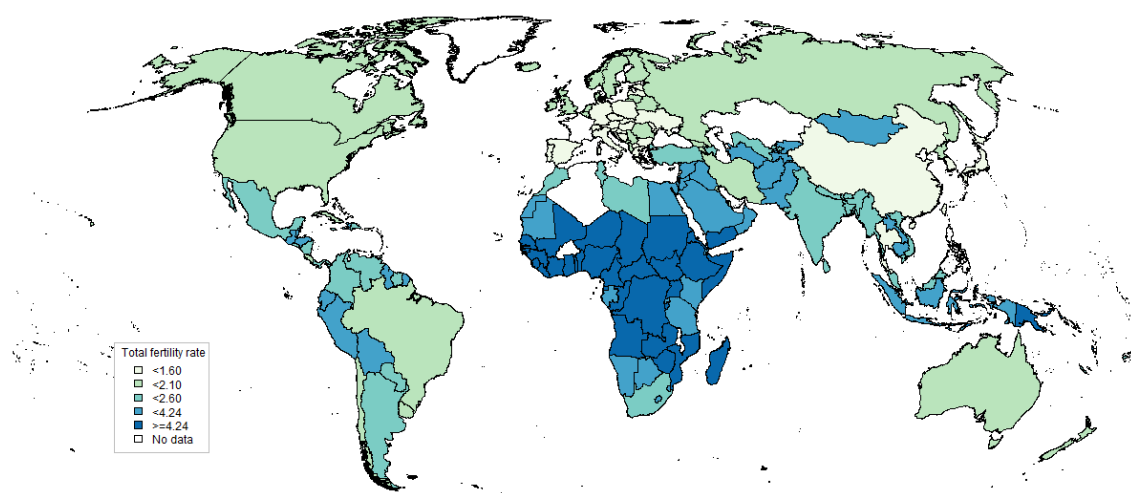 Total fertility rate
<1.60
<2.10
<2.60
<4.24
>=4.24
No data